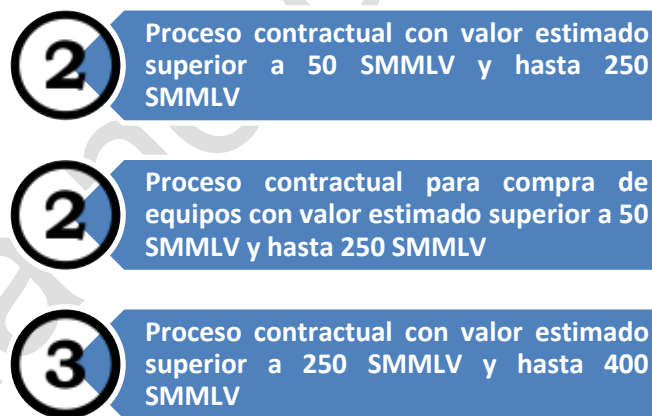 2
Proceso contractual con valor estimado
superior a 50 SMMLV y hasta 250
SMMLV
2
Proceso contractual para compra de
equipos con valor estimado superior a 50
SMMLV y hasta 250 SMMLV
3
Proceso contractual con valor estimado
superior a 250 SMMLV y hasta 400
SMMLV